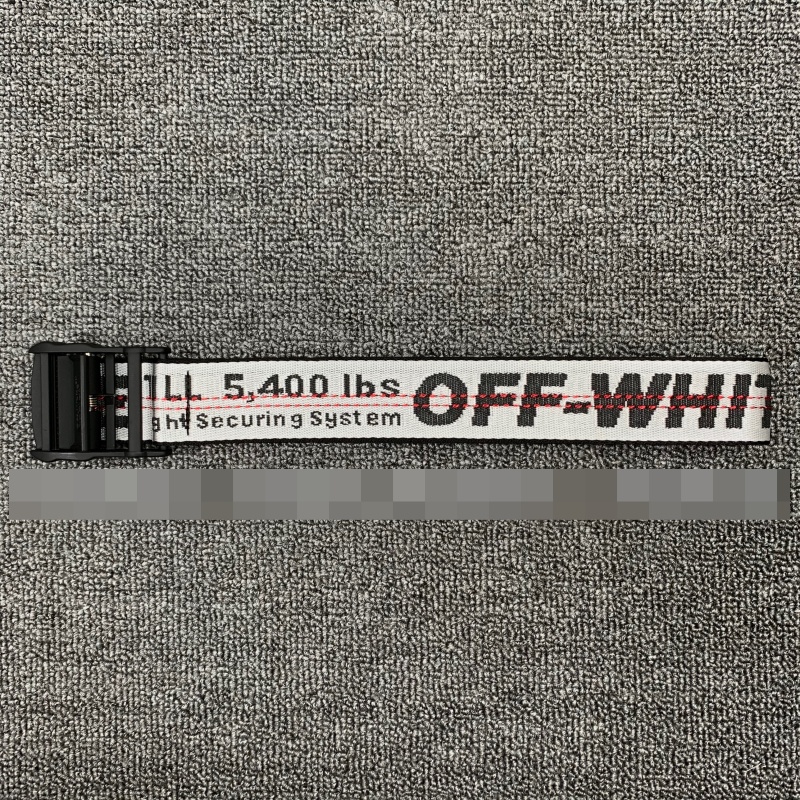 5,400 lbs
Securing System
OFF-WHIT